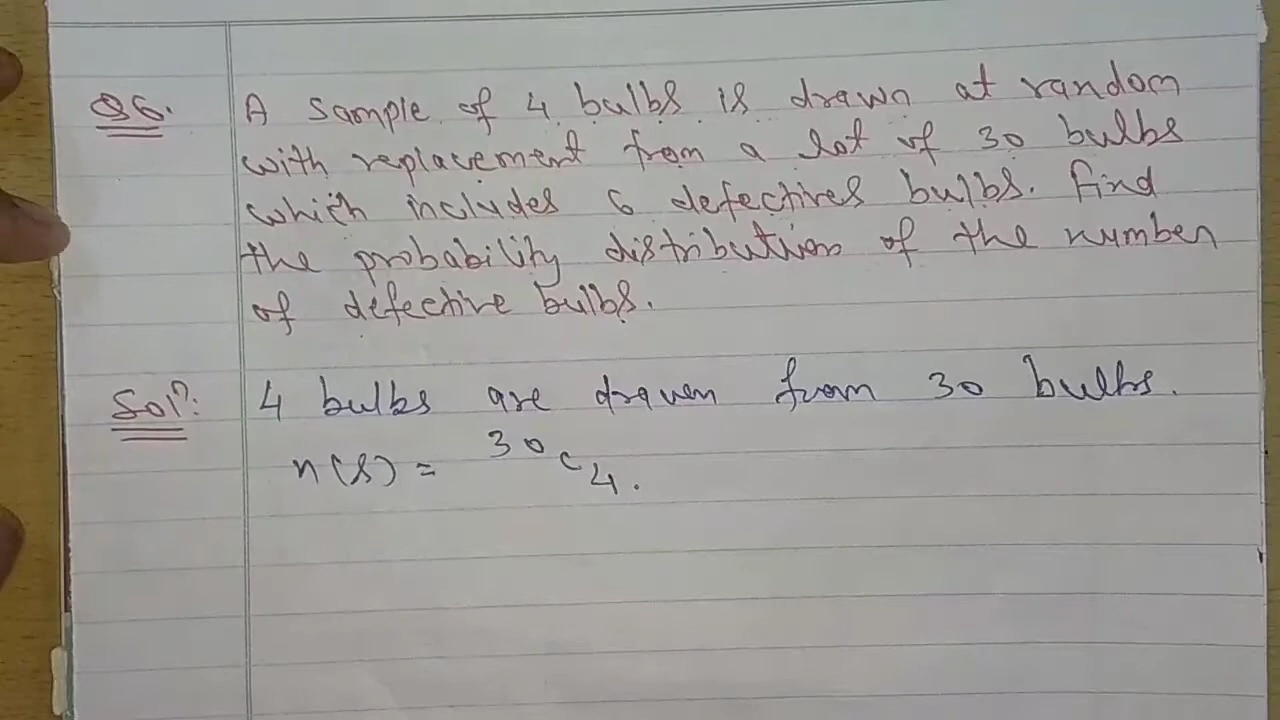 Q6. A sample of 4 bulbs is drawn at random
with replacement from a lot of 30 bulbs
which includes 6 defectives bulbs. Find
the probability distribution of the number
of defective bulbs.
Solⁿ: 4 bulbs are drawn from 30 bulbs.
n(S) = ³⁰C₄.